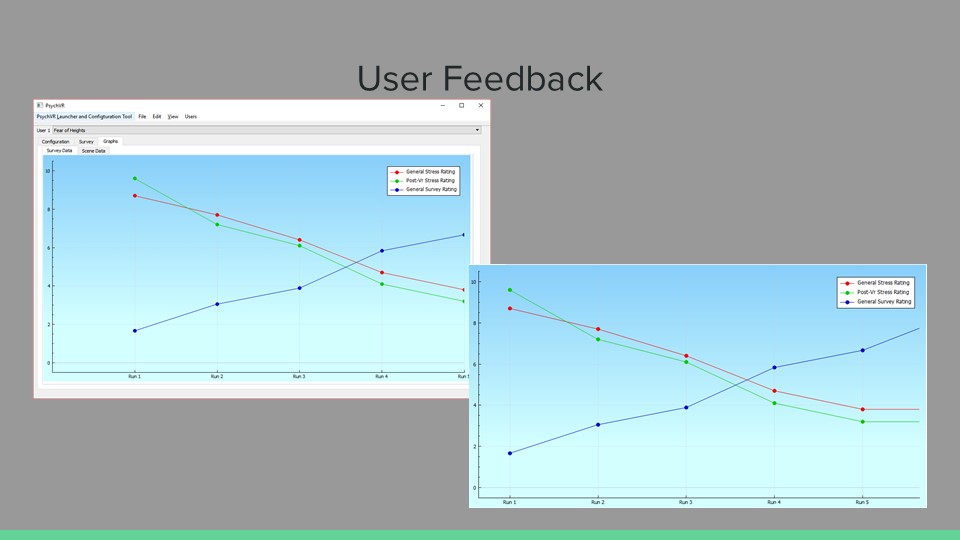 User Feedback
PsychVR
PsychVR Launcher and Configturation Tool File Edit View Users
User 1 Fear of Heights
Configuration Survey Graphs
Survey Data Scene Data
General Stress Rating
Post-Vr Stress Rating
General Survey Rating
10
8
6
4
2
0
Run 1 Run 2 Run 3 Run 4 Run 5
General Stress Rating
Post-Vr Stress Rating
General Survey Rating
10
8
6
4
2
0
Run 1 Run 2 Run 3 Run 4 Run 5